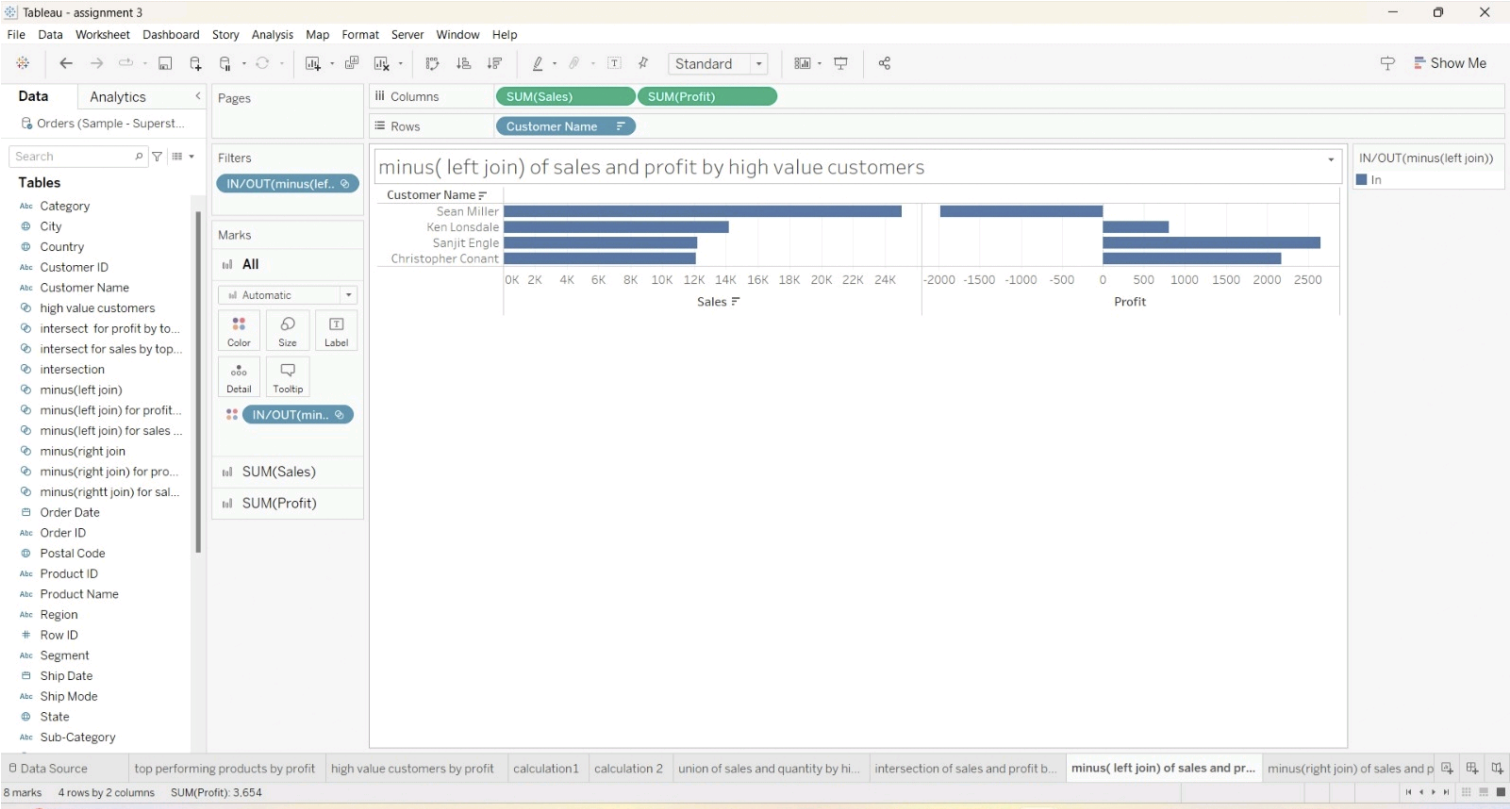 Tableau - assignment 3
File Data Worksheet Dashboard Story Analysis Map Format Server Window Help
Standard
Show Me
Data Analytics
Orders (Sample - Superst...
Search
Tables
Abc Category
City
Country
Abc Customer ID
Abc Customer Name
high value customers
intersect for profit by to...
intersect for sales by top...
intersection
minus(left join)
minus(left join) for profit...
minus(left join) for sales ...
minus(right join)
minus(right join) for pro...
minus(rightt join) for sal...
Order Date
Abc Order ID
Postal Code
Abc Product ID
Abc Product Name
Abc Region
# Row ID
Abc Segment
Ship Date
Abc Ship Mode
State
Abc Sub-Category
Pages
Filters
IN/OUT(minus(lef..
Marks
All
Automatic
Color Size Label
Detail Tooltip
IN/OUT(min..
SUM(Sales)
SUM(Profit)
Columns SUM(Sales) SUM(Profit)
Rows Customer Name
minus( left join) of sales and profit by high value customers
Customer Name
Sean Miller
Ken Lonsdale
Sanjit Engle
Christopher Conant
0K 2K 4K 6K 8K 10K 12K 14K 16K 18K 20K 22K 24K -2000 -1500 -1000 -500 0 500 1000 1500 2000 2500
Sales Profit
IN/OUT(minus(left join))
In
Data Source top performing products by profit high value customers by profit calculation1 calculation 2 union of sales and quantity by hi... intersection of sales and profit b... minus( left join) of sales and pr... minus(right join) of sales and p
8 marks 4 rows by 2 columns SUM(Profit): 3,654